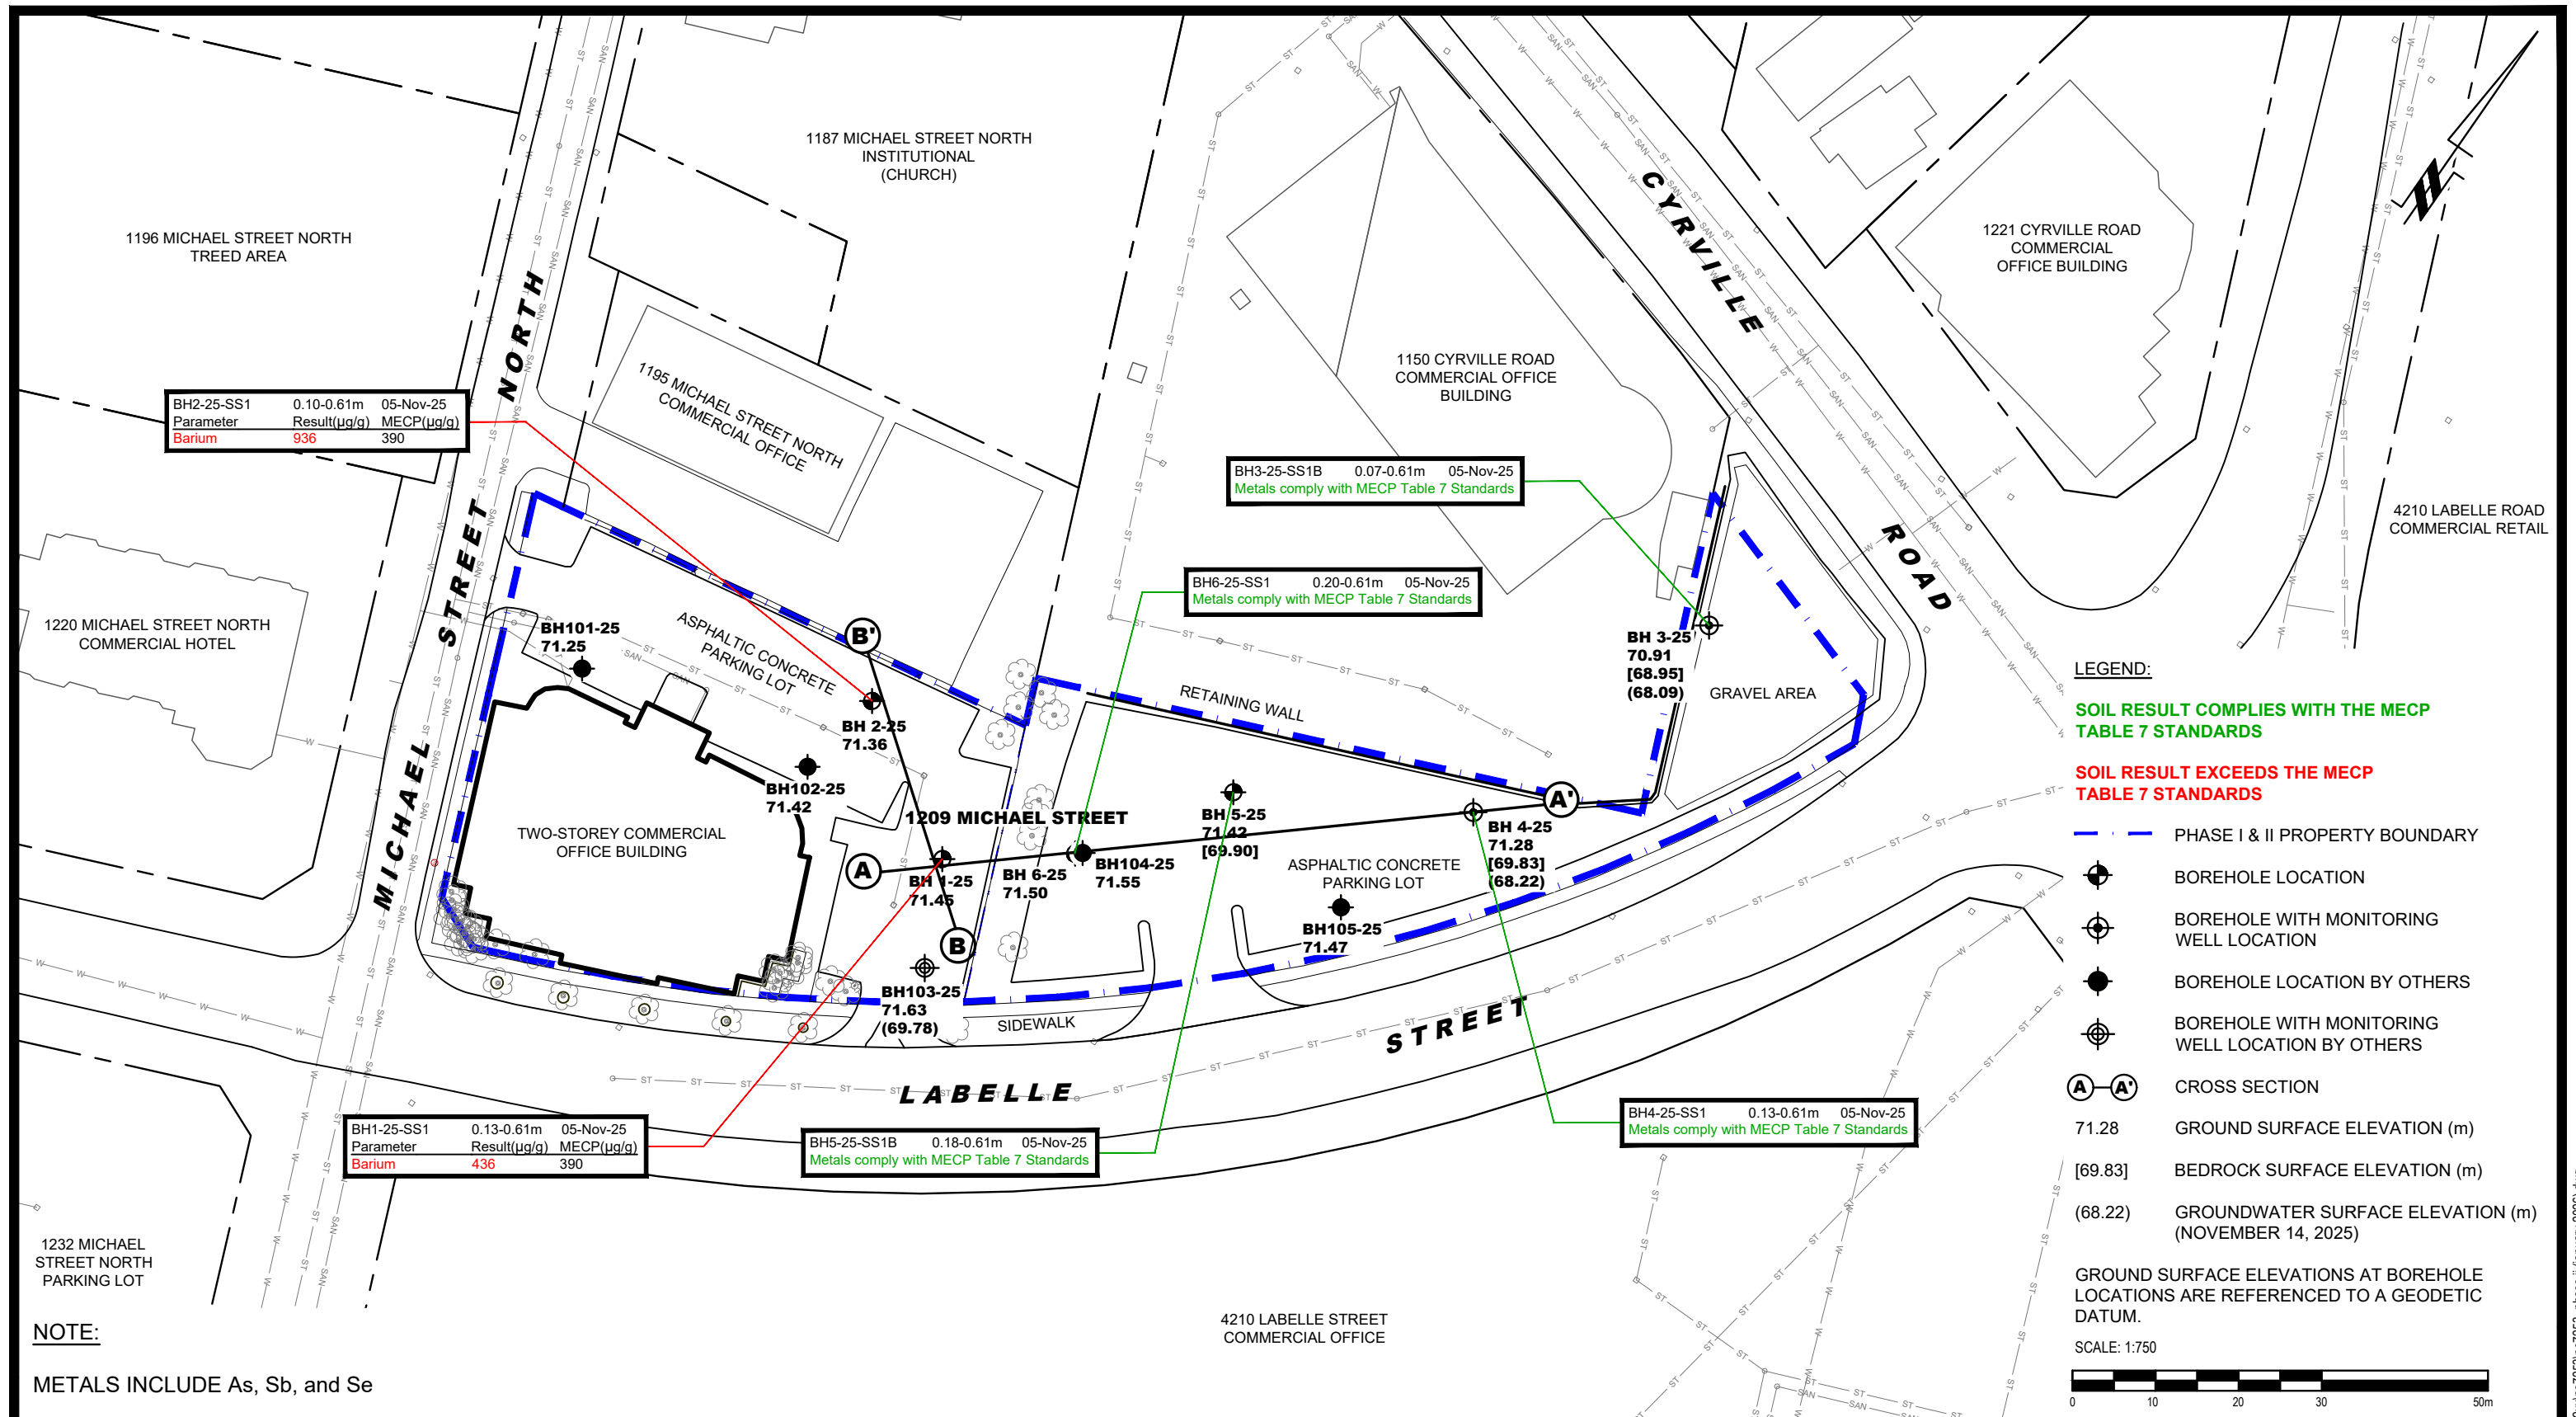 1187 MICHAEL STREET NORTH
INSTITUTIONAL
(CHURCH)
1196 MICHAEL STREET NORTH
TREED AREA
CYRVILLE ROAD
1221 CYRVILLE ROAD
COMMERCIAL
OFFICE BUILDING
MICHAEL STREET NORTH
1195 MICHAEL STREET NORTH
COMMERCIAL OFFICE
1150 CYRVILLE ROAD
COMMERCIAL OFFICE
BUILDING
BH2-25-SS1 0.10-0.61m 05-Nov-25
Parameter Result(µg/g) MECP(µg/g)
Barium 936 390
BH3-25-SS1B 0.07-0.61m 05-Nov-25
Metals comply with MECP Table 7 Standards
4210 LABELLE ROAD
COMMERCIAL RETAIL
BH6-25-SS1 0.20-0.61m 05-Nov-25
Metals comply with MECP Table 7 Standards
1220 MICHAEL STREET NORTH
COMMERCIAL HOTEL
BH101-25
71.25
ASPHALTIC CONCRETE
PARKING LOT
B'
BH 2-25
71.36
RETAINING WALL
BH 3-25
70.91
[68.95]
(68.09)
GRAVEL AREA
BH102-25
71.42
1209 MICHAEL STREET
TWO-STOREY COMMERCIAL
OFFICE BUILDING
A
BH 1-25
71.45
B
BH 6-25
71.50
BH104-25
71.55
BH 5-25
71.42
[69.90]
A'
BH 4-25
71.28
[69.83]
(68.22)
ASPHALTIC CONCRETE
PARKING LOT
BH105-25
71.47
BH103-25
71.63
(69.78)
SIDEWALK
LABELLE STREET
BH1-25-SS1 0.13-0.61m 05-Nov-25
Parameter Result(µg/g) MECP(µg/g)
Barium 436 390
BH5-25-SS1B 0.18-0.61m 05-Nov-25
Metals comply with MECP Table 7 Standards
BH4-25-SS1 0.13-0.61m 05-Nov-25
Metals comply with MECP Table 7 Standards
1232 MICHAEL
STREET NORTH
PARKING LOT
4210 LABELLE STREET
COMMERCIAL OFFICE
NOTE:
METALS INCLUDE As, Sb, and Se
LEGEND:
SOIL RESULT COMPLIES WITH THE MECP
TABLE 7 STANDARDS
SOIL RESULT EXCEEDS THE MECP
TABLE 7 STANDARDS
PHASE I & II PROPERTY BOUNDARY
BOREHOLE LOCATION
BOREHOLE WITH MONITORING
WELL LOCATION
BOREHOLE LOCATION BY OTHERS
BOREHOLE WITH MONITORING
WELL LOCATION BY OTHERS
A A' CROSS SECTION
71.28 GROUND SURFACE ELEVATION (m)
[69.83] BEDROCK SURFACE ELEVATION (m)
(68.22) GROUNDWATER SURFACE ELEVATION (m)
(NOVEMBER 14, 2025)
GROUND SURFACE ELEVATIONS AT BOREHOLE
LOCATIONS ARE REFERENCED TO A GEODETIC
DATUM.
SCALE: 1:750
0 10 20 30 50m